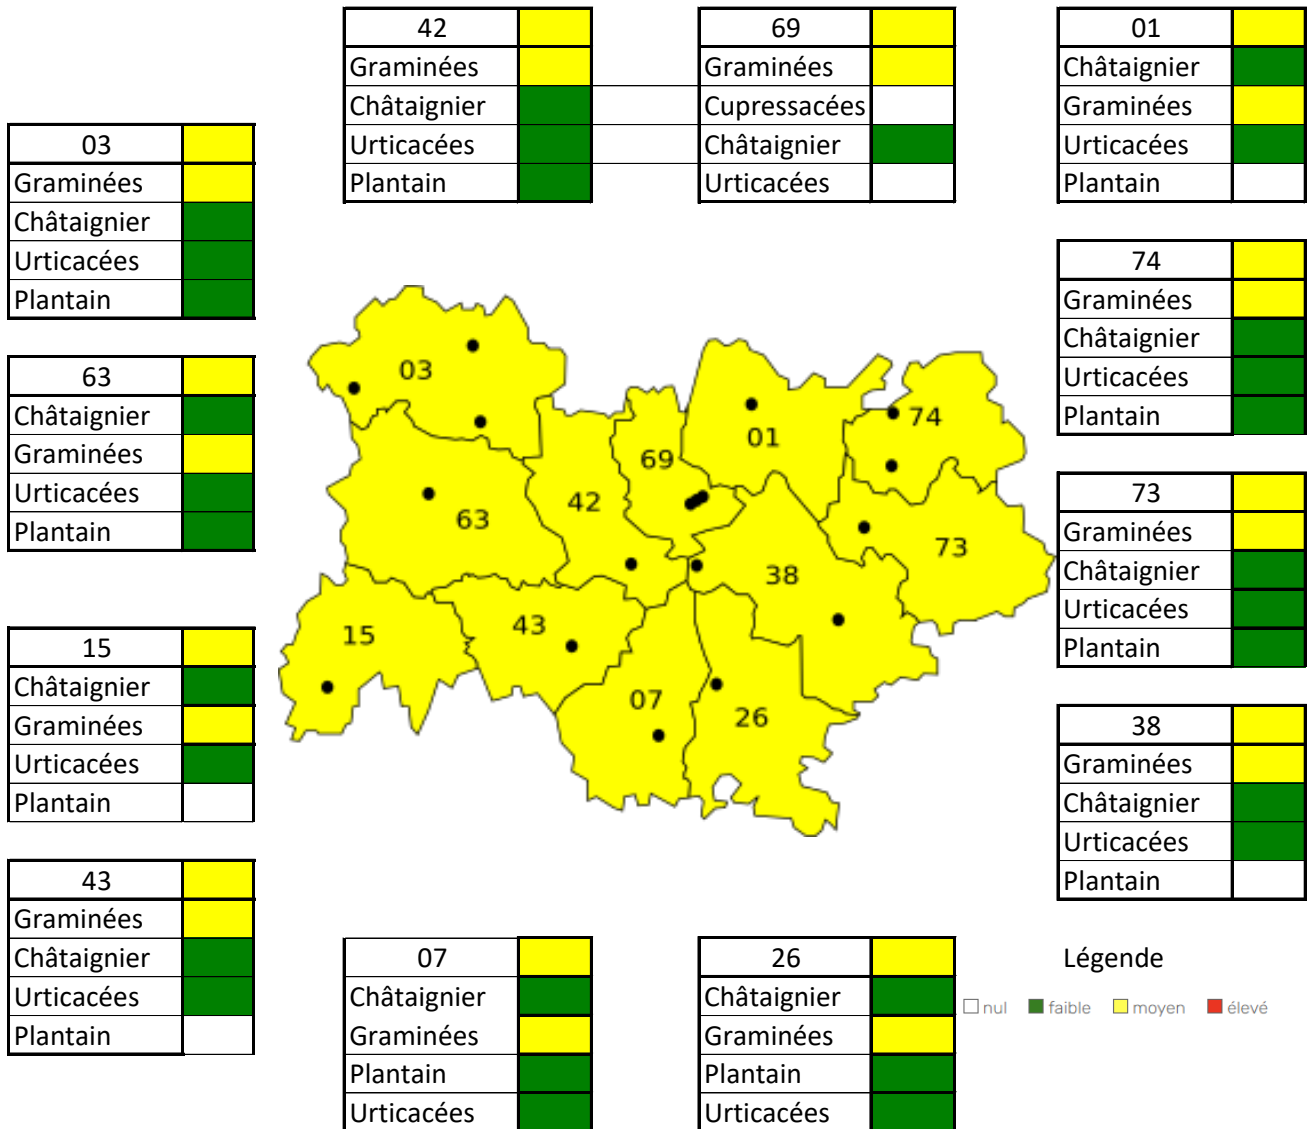 42
Graminées
Châtaignier
Urticacées
Plantain
69
Graminées
Cupressacées
Châtaignier
Urticacées
01
Châtaignier
Graminées
Urticacées
Plantain
03
Graminées
Châtaignier
Urticacées
Plantain
74
Graminées
Châtaignier
Urticacées
Plantain
63
Châtaignier
Graminées
Urticacées
Plantain
73
Graminées
Châtaignier
Urticacées
Plantain
15
Châtaignier
Graminées
Urticacées
Plantain
38
Graminées
Châtaignier
Urticacées
Plantain
43
Graminées
Châtaignier
Urticacées
Plantain
07
Châtaignier
Graminées
Plantain
Urticacées
26
Châtaignier
Graminées
Plantain
Urticacées
03
74
01
69
42
63
73
38
43
15
07
26
Légende
nul faible moyen élevé